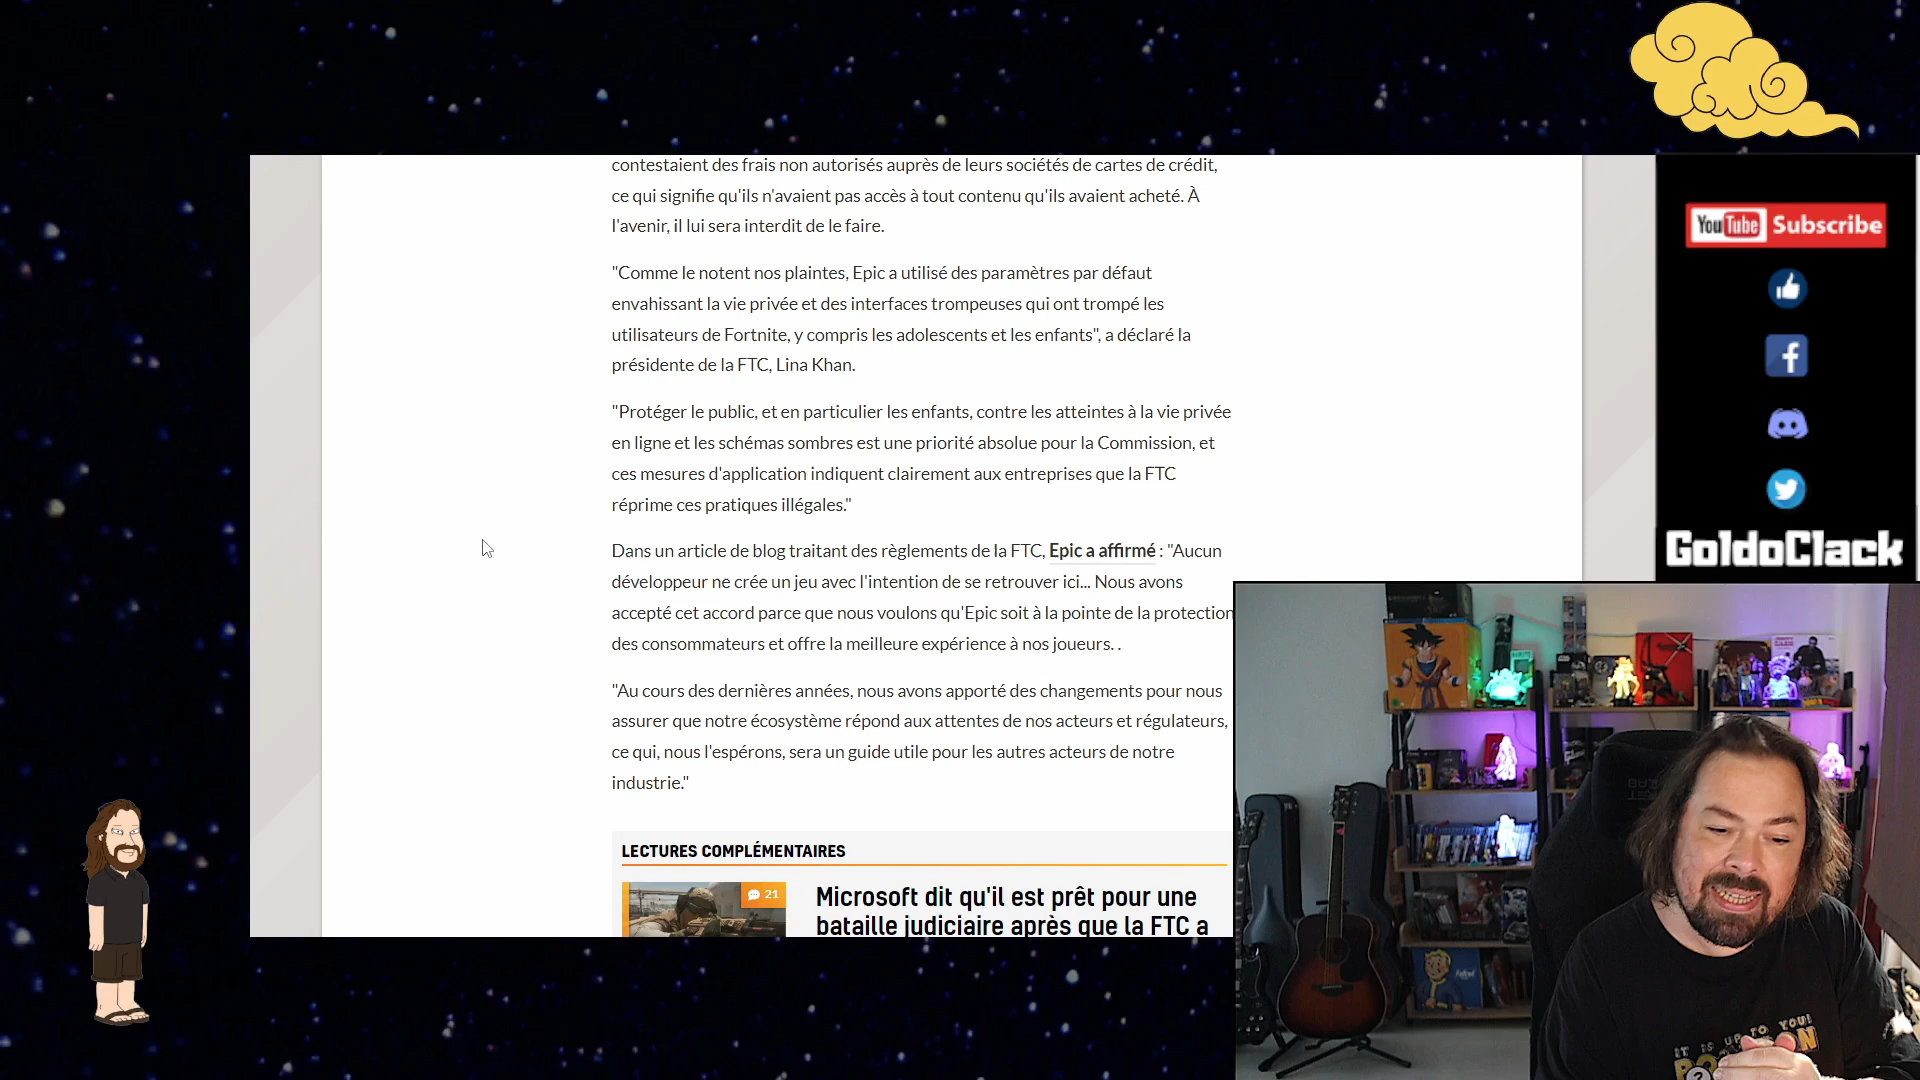 contestaient des frais non autorisés auprès de leurs sociétés de cartes de crédit,
ce qui signifie qu'ils n'avaient pas accès à tout contenu qu'ils avaient acheté. À
l'avenir, il lui sera interdit de le faire.
"Comme le notent nos plaintes, Epic a utilisé des paramètres par défaut
envahissant la vie privée et des interfaces trompeuses qui ont trompé les
utilisateurs de Fortnite, y compris les adolescents et les enfants", a déclaré la
présidente de la FTC, Lina Khan.
"Protéger le public, et en particulier les enfants, contre les atteintes à la vie privée
en ligne et les schémas sombres est une priorité absolue pour la Commission, et
ces mesures d'application indiquent clairement aux entreprises que la FTC
réprime ces pratiques illégales."
Dans un article de blog traitant des règlements de la FTC, Epic a affirmé : "Aucun
développeur ne crée un jeu avec l'intention de se retrouver ici... Nous avons
accepté cet accord parce que nous voulons qu'Epic soit à la pointe de la protection
des consommateurs et offre la meilleure expérience à nos joueurs. .
"Au cours des dernières années, nous avons apporté des changements pour nous
assurer que notre écosystème répond aux attentes de nos acteurs et régulateurs,
ce qui, nous l'espérons, sera un guide utile pour les autres acteurs de notre
industrie."
LECTURES COMPLÉMENTAIRES
21
Microsoft dit qu'il est prêt pour une
bataille judiciaire après que la FTC a
YouTube Subscribe
GoldoClack
IT IS UP TO YOU!